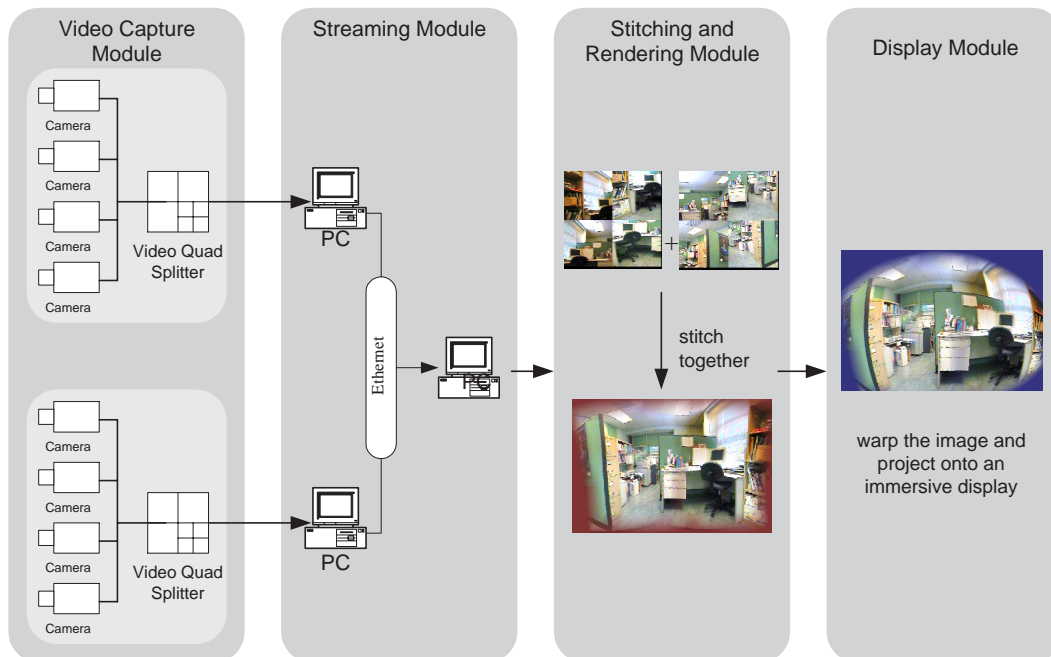 Video Capture
Module
Camera
Camera
Camera
Camera
Video Quad
Splitter
Camera
Camera
Camera
Camera
Video Quad
Splitter
Streaming Module
PC
Ethernet
PC
PC
Stitching and
Rendering Module
+
stitch
together
Display Module
warp the image and
project onto an
immersive display